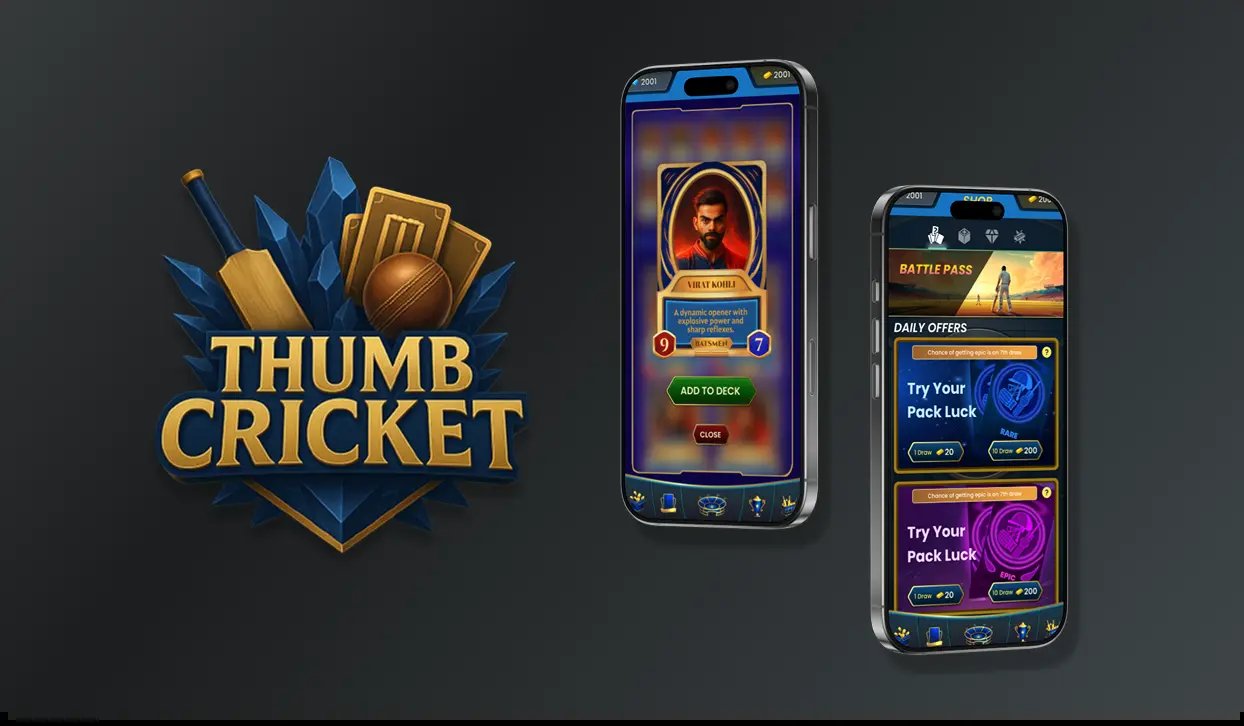 THUMB
CRICKET
2001
2001
VIRAT KOHLI
A dynamic opener with
explosive power and
sharp reflexes.
9
BATSMEN
7
ADD TO DECK
CLOSE
2001
SHOP
BATTLE PASS
DAILY OFFERS
Chance of getting epic is on 7th draw
?
Try Your
Pack Luck
RARE
1 Draw 20
10 Draw 200
Chance of getting epic is on 7th draw
?
Try Your
Pack Luck
EPIC
1 Draw 20
10 Draw 200